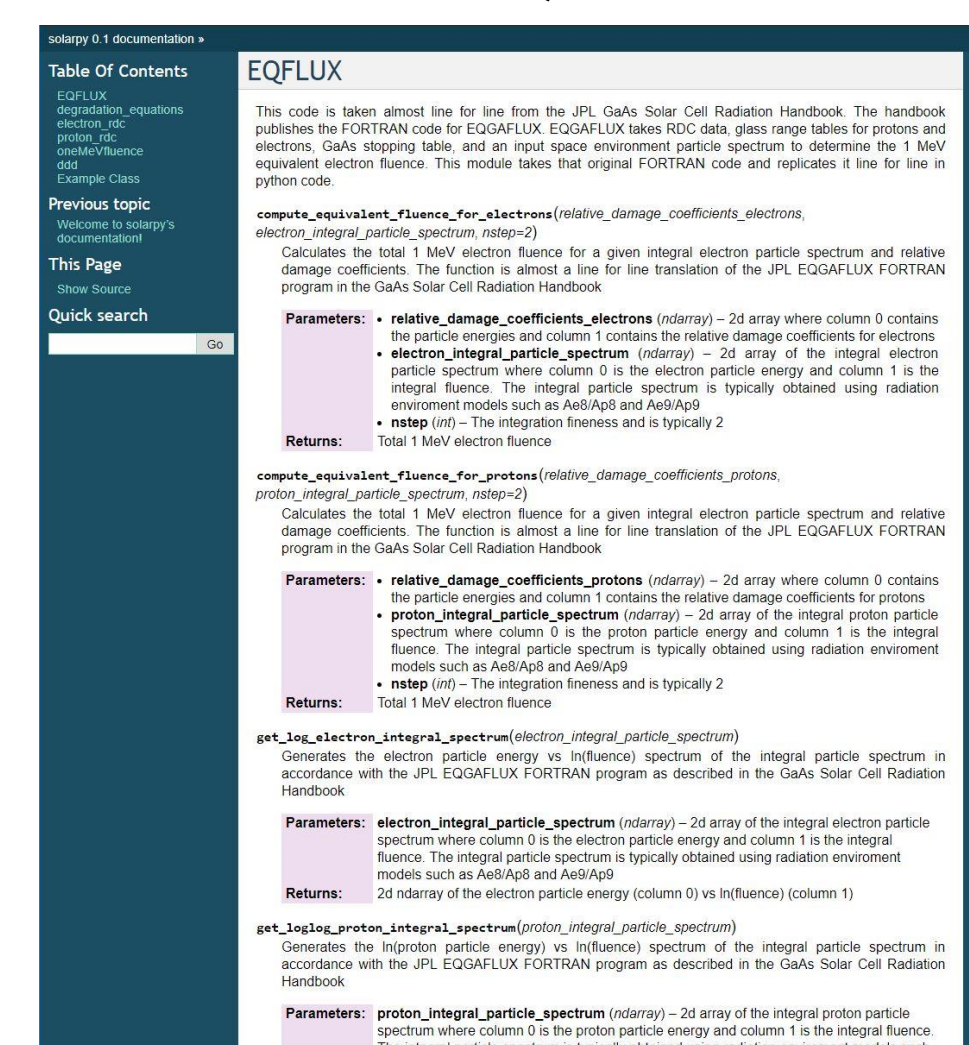 solarpy 0.1 documentation »
Table Of Contents
EQFLUX
degradation_equations
electron_rdc
proton_rdc
oneMeVfluence
ddd
Example Class
Previous topic
Welcome to solarpy's
documentation!
This Page
Show Source
Quick search
Go
EQFLUX
This code is taken almost line for line from the JPL GaAs Solar Cell Radiation Handbook. The handbook
publishes the FORTRAN code for EQGAFLUX. EQGAFLUX takes RDC data, glass range tables for protons and
electrons, GaAs stopping table, and an input space environment particle spectrum to determine the 1 MeV
equivalent electron fluence. This module takes that original FORTRAN code and replicates it line for line in
python code.
compute_equivalent_fluence_for_electrons(relative_damage_coefficients_electrons,
electron_integral_particle_spectrum, nstep=2)
Calculates the total 1 MeV electron fluence for a given integral electron particle spectrum and relative
damage coefficients. The function is almost a line for line translation of the JPL EQGAFLUX FORTRAN
program in the GaAs Solar Cell Radiation Handbook
Parameters: • relative_damage_coefficients_electrons (ndarray) – 2d array where column 0 contains
the particle energies and column 1 contains the relative damage coefficients for electrons
• electron_integral_particle_spectrum (ndarray) – 2d array of the integral electron
particle spectrum where column 0 is the electron particle energy and column 1 is the
integral fluence. The integral particle spectrum is typically obtained using radiation
enviroment models such as Ae8/Ap8 and Ae9/Ap9
• nstep (int) – The integration fineness and is typically 2
Returns: Total 1 MeV electron fluence
compute_equivalent_fluence_for_protons(relative_damage_coefficients_protons,
proton_integral_particle_spectrum, nstep=2)
Calculates the total 1 MeV electron fluence for a given integral electron particle spectrum and relative
damage coefficients. The function is almost a line for line translation of the JPL EQGAFLUX FORTRAN
program in the GaAs Solar Cell Radiation Handbook
Parameters: • relative_damage_coefficients_protons (ndarray) – 2d array where column 0 contains
the particle energies and column 1 contains the relative damage coefficients for protons
• proton_integral_particle_spectrum (ndarray) – 2d array of the integral proton particle
spectrum where column 0 is the proton particle energy and column 1 is the integral
fluence. The integral particle spectrum is typically obtained using radiation enviroment
models such as Ae8/Ap8 and Ae9/Ap9
• nstep (int) – The integration fineness and is typically 2
Returns: Total 1 MeV electron fluence
get_log_electron_integral_spectrum(electron_integral_particle_spectrum)
Generates the electron particle energy vs ln(fluence) spectrum of the integral particle spectrum in
accordance with the JPL EQGAFLUX FORTRAN program as described in the GaAs Solar Cell Radiation
Handbook
Parameters: electron_integral_particle_spectrum (ndarray) – 2d array of the integral electron particle
spectrum where column 0 is the electron particle energy and column 1 is the integral
fluence. The integral particle spectrum is typically obtained using radiation enviroment
models such as Ae8/Ap8 and Ae9/Ap9
Returns: 2d ndarray of the electron particle energy (column 0) vs ln(fluence) (column 1)
get_loglog_proton_integral_spectrum(proton_integral_particle_spectrum)
Generates the ln(proton particle energy) vs ln(fluence) spectrum of the integral particle spectrum in
accordance with the JPL EQGAFLUX FORTRAN program as described in the GaAs Solar Cell Radiation
Handbook
Parameters: proton_integral_particle_spectrum (ndarray) – 2d array of the integral proton particle
spectrum where column 0 is the proton particle energy and column 1 is the integral fluence.